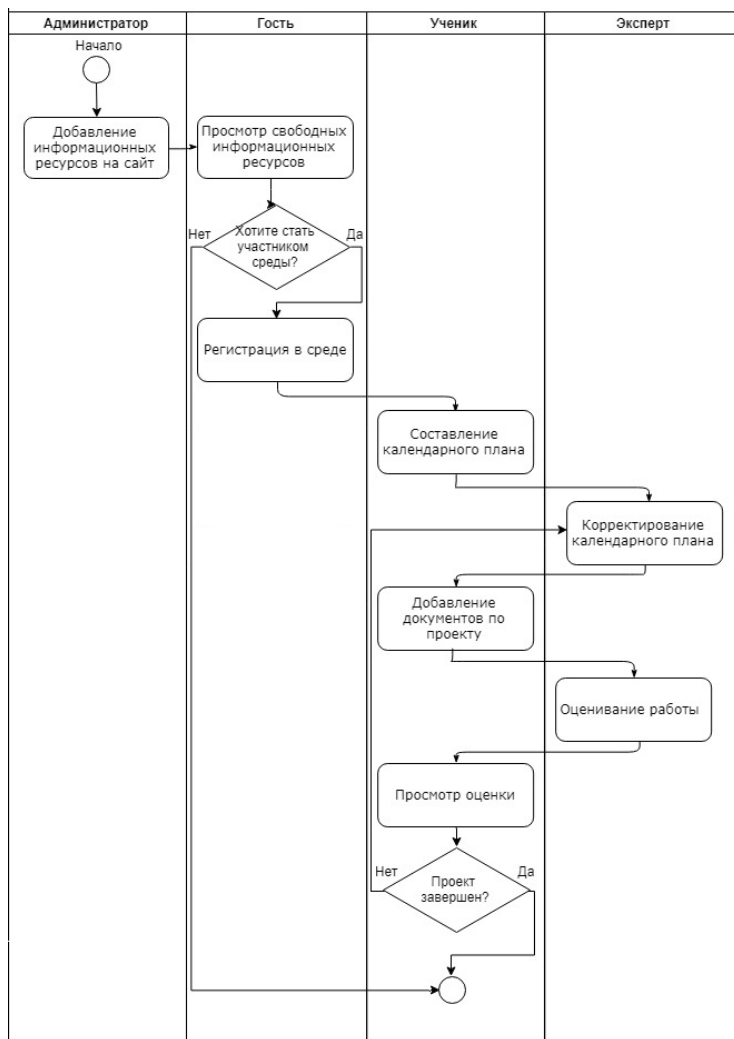 Администратор
Гость
Ученик
Эксперт
Начало
Добавление
информационных
ресурсов на сайт
Просмотр свободных
информационных
ресурсов
Хотите стать
участником
среды?
Нет
Да
Регистрация в среде
Составление
календарного плана
Корректирование
календарного плана
Добавление
документов по
проекту
Оценивание работы
Просмотр оценки
Проект
завершен?
Нет
Да